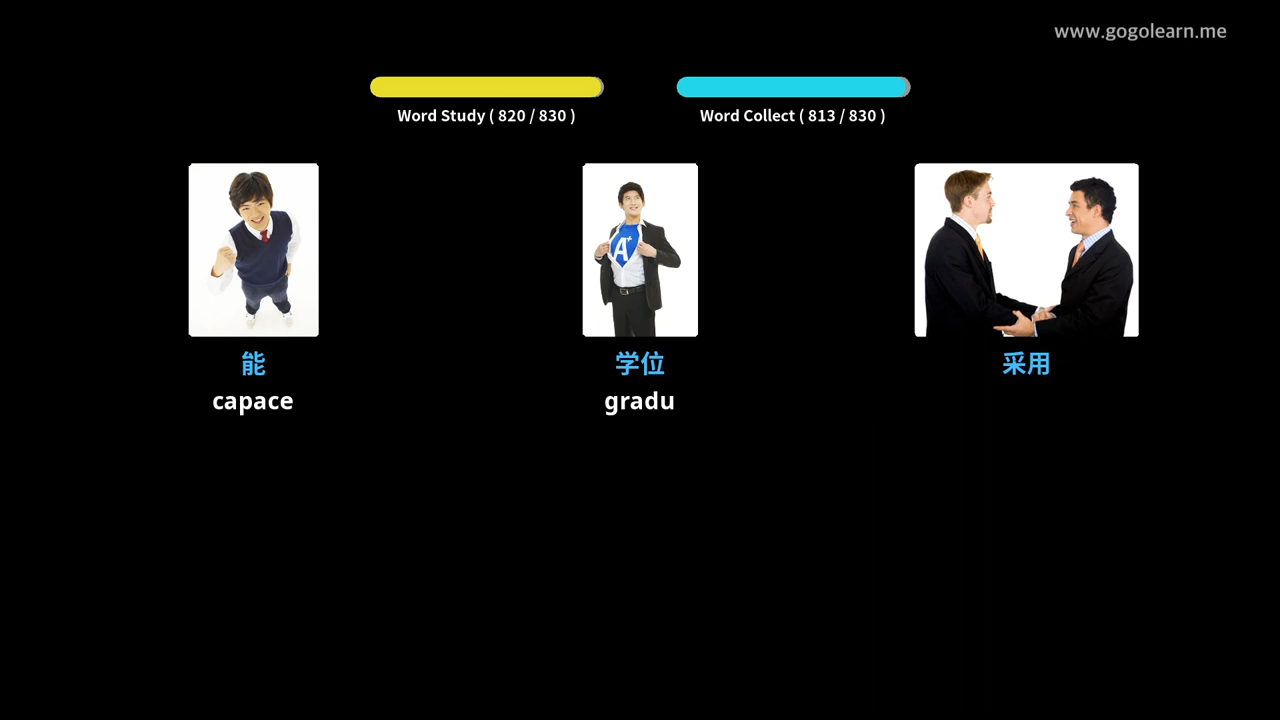 www.gogolearn.me
Word Study ( 820 / 830 )
Word Collect ( 813 / 830 )
A+
能
学位
采用
capace
gradu